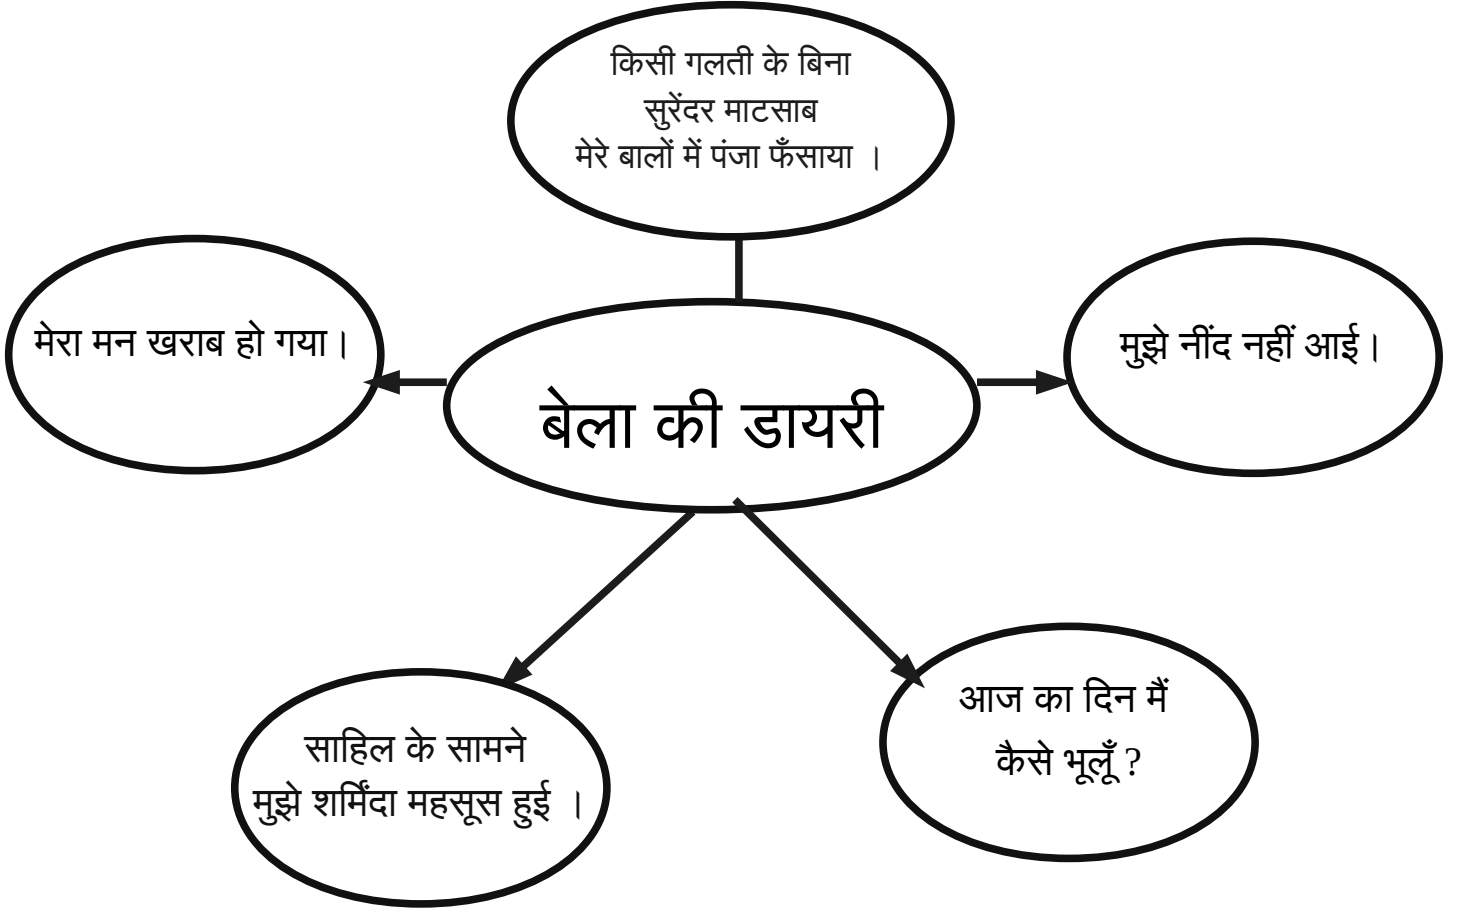 किसी गलती के बिना
सुरेंदर माटसाब
मेरे बालों में पंजा फँसाया ।
मेरा मन खराब हो गया।
मुझे नींद नहीं आई।
बेला की डायरी
साहिल के सामने
मुझे शर्मिंदा महसूस हुई ।
आज का दिन मैं
कैसे भूलूँ ?